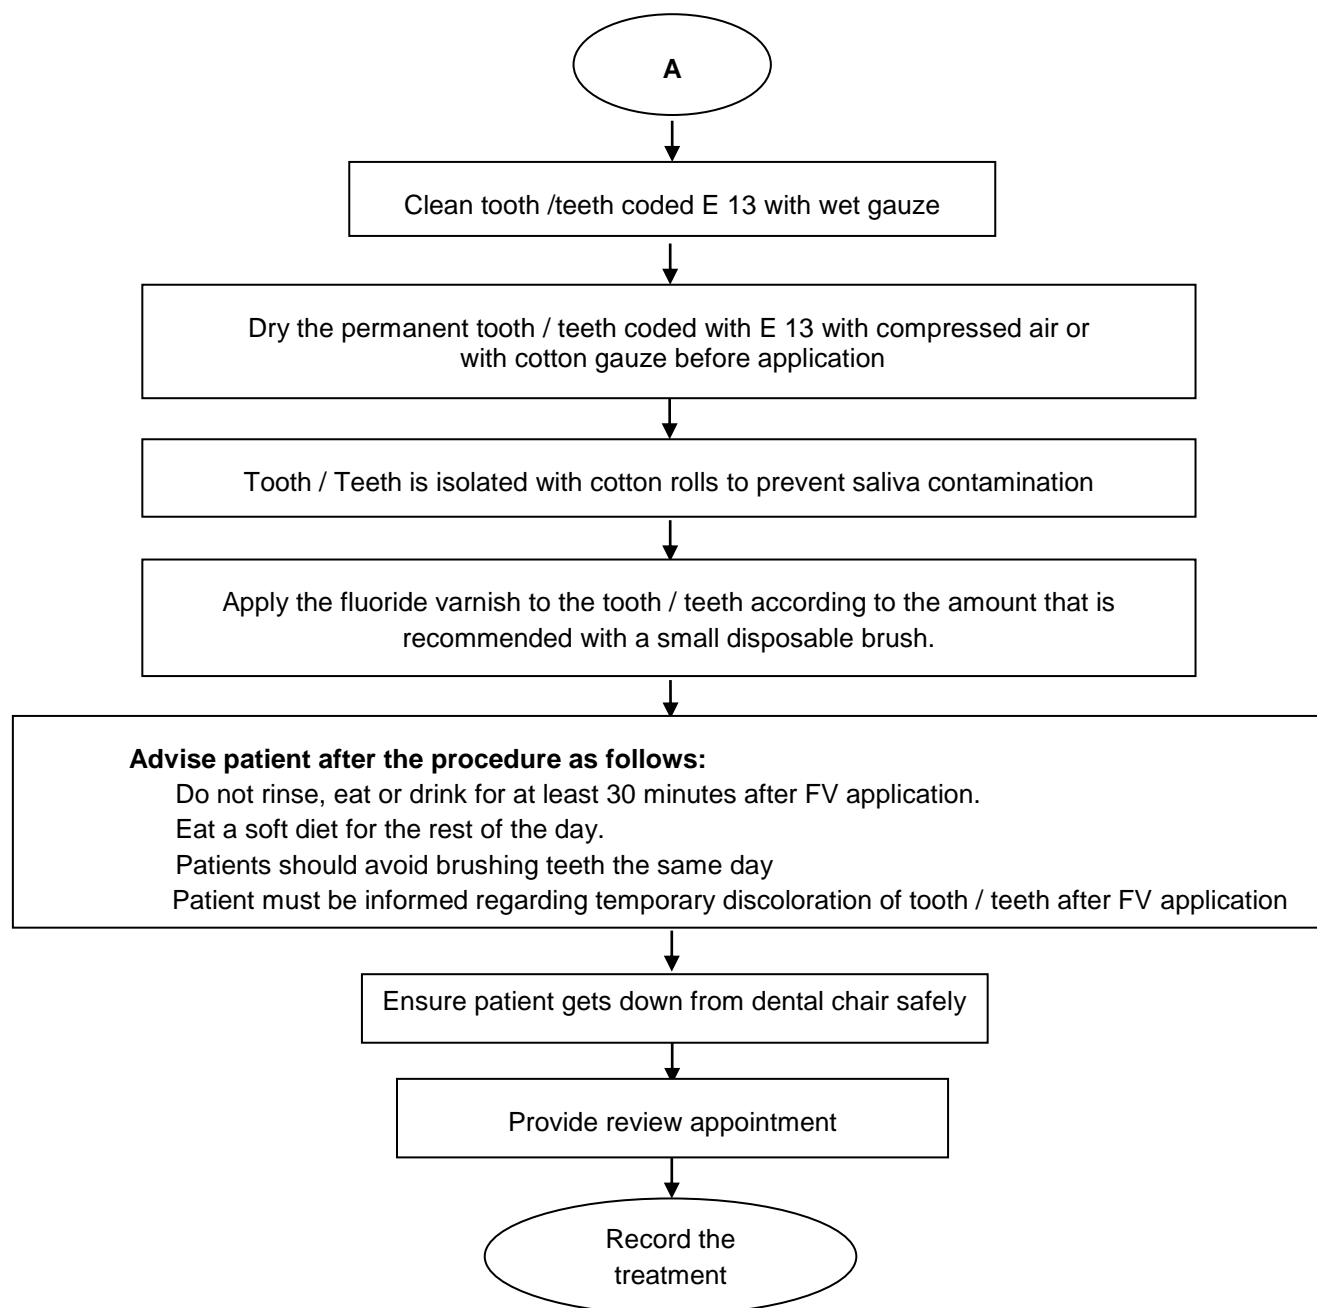 A
Clean tooth /teeth coded E 13 with wet gauze
Dry the permanent tooth / teeth coded with E 13 with compressed air or
with cotton gauze before application
Tooth / Teeth is isolated with cotton rolls to prevent saliva contamination
Apply the fluoride varnish to the tooth / teeth according to the amount that is
recommended with a small disposable brush.
Advise patient after the procedure as follows:
Do not rinse, eat or drink for at least 30 minutes after FV application.
Eat a soft diet for the rest of the day.
Patients should avoid brushing teeth the same day
Patient must be informed regarding temporary discoloration of tooth / teeth after FV application
Ensure patient gets down from dental chair safely
Provide review appointment
Record the
treatment